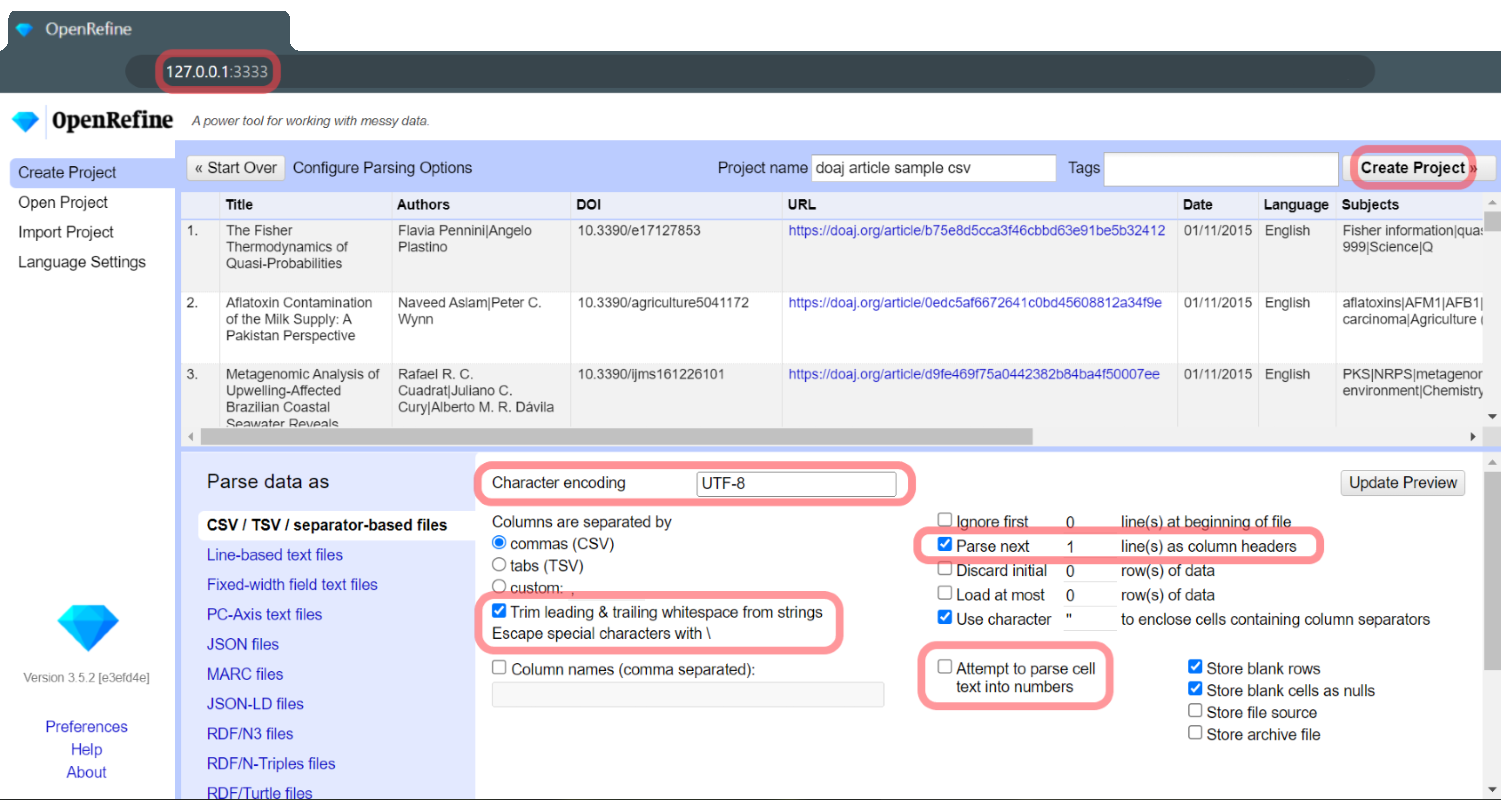 OpenRefine
127.0.0.1:3333
OpenRefine A power tool for working with messy data.
Create Project
Open Project
Import Project
Language Settings
« Start Over Configure Parsing Options Project name doaj article sample csv Tags Create Project »
Title Authors DOI URL Date Language Subjects
1. The Fisher Flavia Pennini|Angelo 10.3390/e17127853 https://doaj.org/article/b75e8d5cca3f46cbbd63e91be5b32412 01/11/2015 English Fisher information|quas
Thermodynamics of Plastino 999|Science|Q
Quasi-Probabilities
2. Aflatoxin Contamination Naveed Aslam|Peter C. 10.3390/agriculture5041172 https://doaj.org/article/0edc5af6672641c0bd45608812a34f9e 01/11/2015 English aflatoxins|AFM1|AFB1|
of the Milk Supply: A Wynn carcinoma|Agriculture (
Pakistan Perspective
3. Metagenomic Analysis of Rafael R. C. 10.3390/ijms161226101 https://doaj.org/article/d9fe469f75a0442382b84ba4f50007ee 01/11/2015 English PKS|NRPS|metagenor
Upwelling-Affected Cuadrat|Juliano C. environment|Chemistry
Brazilian Coastal Cury|Alberto M. R. Dávila
Seawater Reveals
Parse data as
CSV / TSV / separator-based files
Line-based text files
Fixed-width field text files
PC-Axis text files
JSON files
MARC files
JSON-LD files
RDF/N3 files
RDF/N-Triples files
RDF/Turtle files
Character encoding UTF-8
Columns are separated by
commas (CSV)
tabs (TSV)
custom: ,
Trim leading & trailing whitespace from strings
Escape special characters with \
Column names (comma separated):
Update Preview
Ignore first 0 line(s) at beginning of file
Parse next 1 line(s) as column headers
Discard initial 0 row(s) of data
Load at most 0 row(s) of data
Use character " to enclose cells containing column separators
Attempt to parse cell
text into numbers
Store blank rows
Store blank cells as nulls
Store file source
Store archive file
Version 3.5.2 [e3efd4e]
Preferences
Help
About